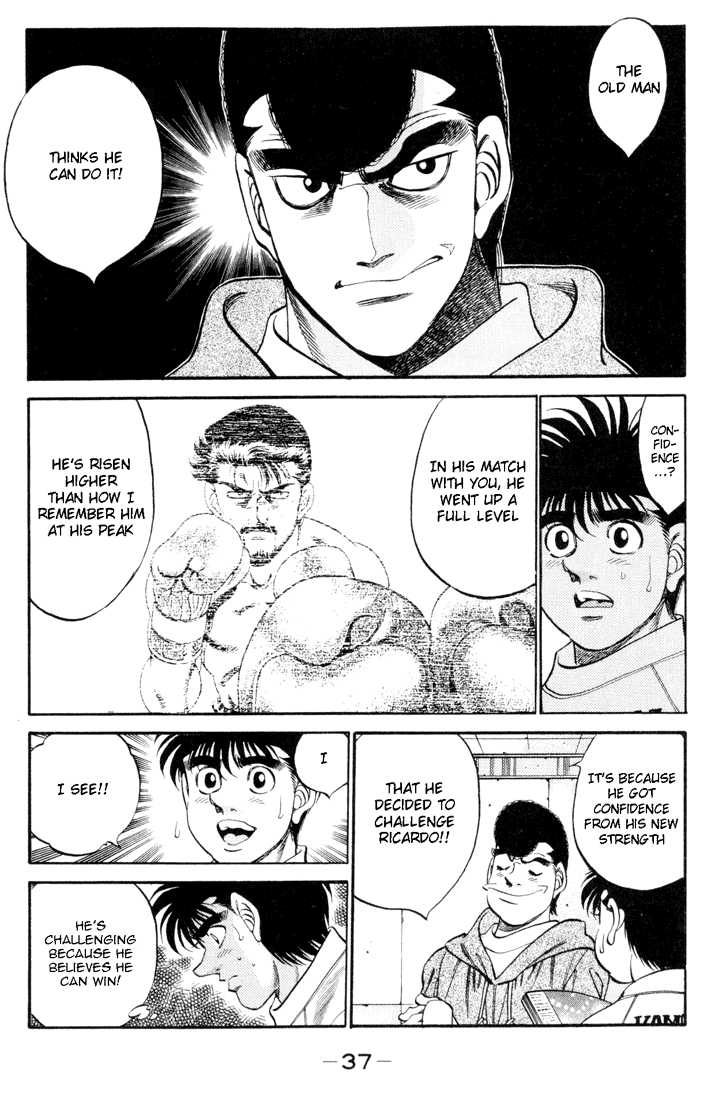 THE
OLD MAN
THINKS HE
CAN DO IT!
CON-
FID-
ENCE
...?
IN HIS MATCH
WITH YOU, HE
WENT UP A
FULL LEVEL
HE'S RISEN
HIGHER
THAN HOW I
REMEMBER HIM
AT HIS PEAK
IT'S BECAUSE
HE GOT
CONFIDENCE
FROM HIS NEW
STRENGTH
THAT HE
DECIDED TO
CHALLENGE
RICARDO!!
I
I SEE!!
HE'S
CHALLENGING
BECAUSE HE
BELIEVES HE
CAN WIN!
-37-